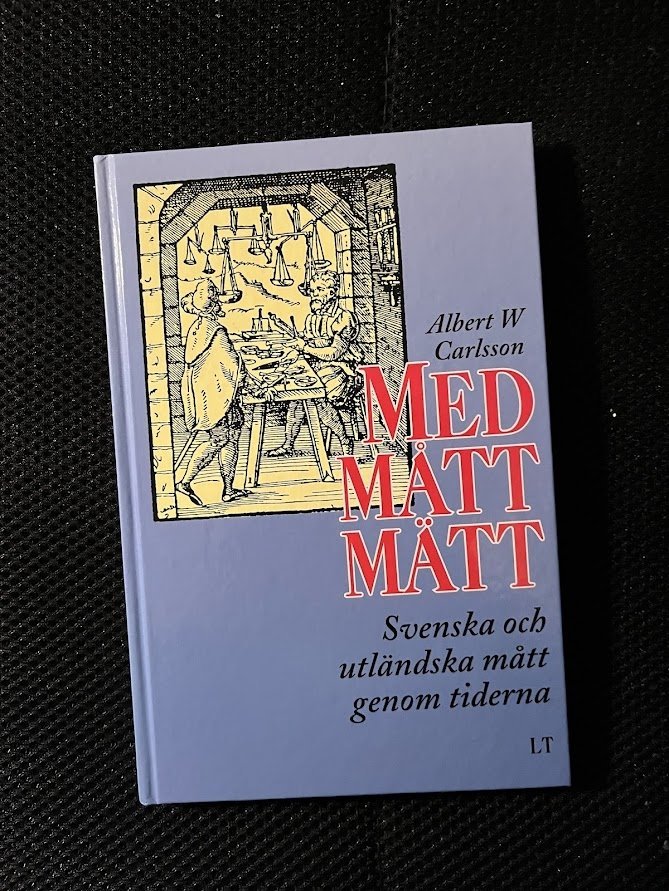 Albert W
Carlsson
MED
MÅTT
MÄTT
Svenska och
utländska mått
genom tiderna
LT